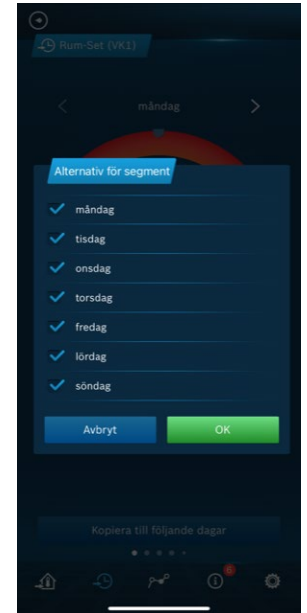 Rum-Set (VK1)
måndag
Alternativ för segment
måndag
tisdag
onsdag
torsdag
fredag
lördag
söndag
Avbryt
OK
Kopiera till följande dagar
6